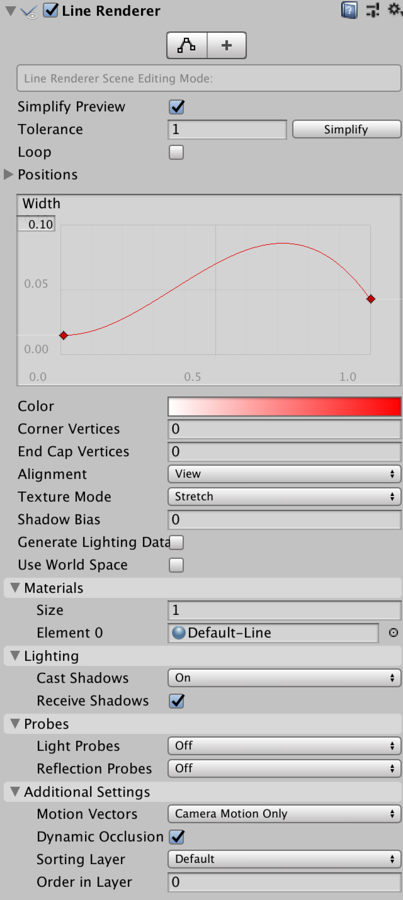 Line Renderer
Line Renderer Scene Editing Mode:
Simplify Preview
Tolerance 1 Simplify
Loop
Positions
Width
0.10
0.05
0.00
0.0 0.5 1.0
Color
Corner Vertices 0
End Cap Vertices 0
Alignment View
Texture Mode Stretch
Shadow Bias 0
Generate Lighting Data
Use World Space
Materials
Size 1
Element 0 Default-Line
Lighting
Cast Shadows On
Receive Shadows
Probes
Light Probes Off
Reflection Probes Off
Additional Settings
Motion Vectors Camera Motion Only
Dynamic Occlusion
Sorting Layer Default
Order in Layer 0